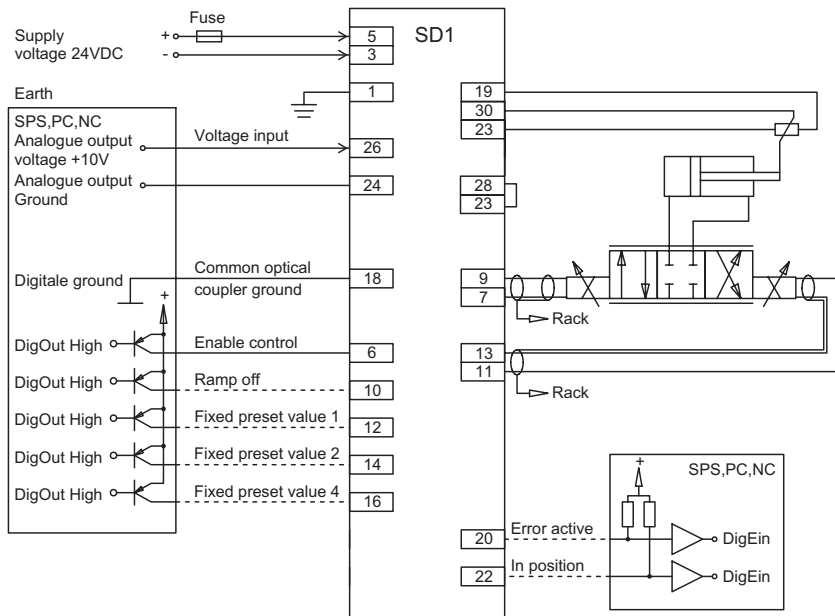 Fuse
Supply voltage 24VDC
+
-
5
3
SD1
Earth
1
19
30
23
SPS,PC,NC
Analogue output voltage +10V
Voltage input
26
Analogue output Ground
24
28
23
Digitale ground
Common optical coupler ground
18
9
7
Rack
+
DigOut High
Enable control
6
13
11
DigOut High
Ramp off
10
Rack
DigOut High
Fixed preset value 1
12
DigOut High
Fixed preset value 2
14
DigOut High
Fixed preset value 4
16
+
SPS,PC,NC
20
Error active
DigEin
22
In position
DigEin